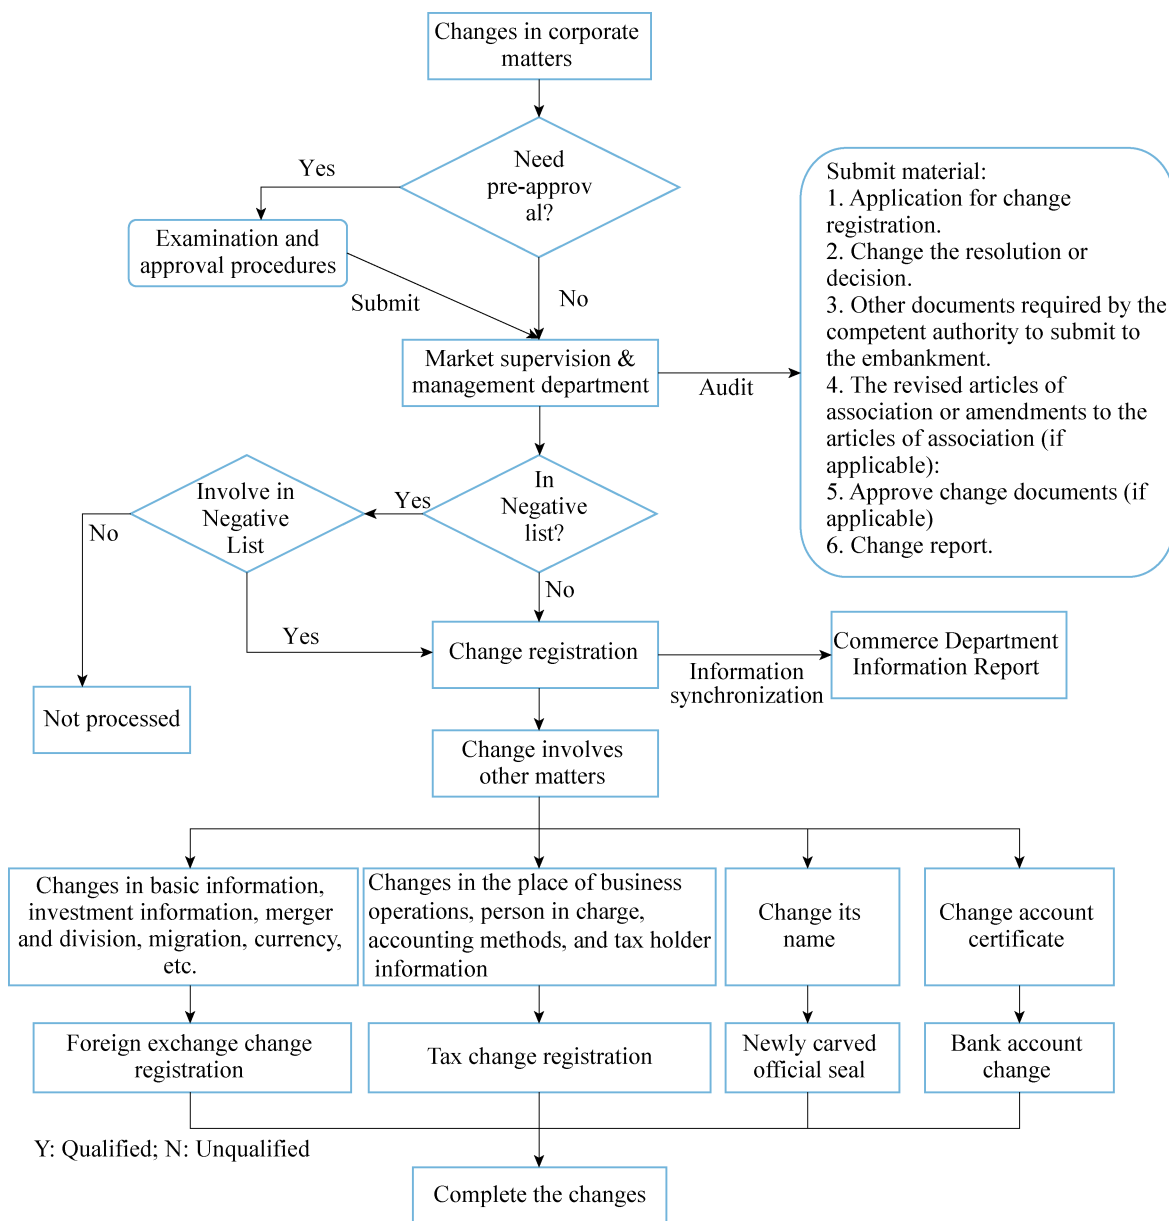 Changes in corporate
matters
Need
pre-approv
al?
Yes
Examination and
approval procedures
Submit
No
Submit material:
1. Application for change
registration.
2. Change the resolution or
decision.
3. Other documents required by the
competent authority to submit to
the embankment.
4. The revised articles of
association or amendments to the
articles of association (if
applicable):
5. Approve change documents (if
applicable)
6. Change report.
Market supervision &
management department
Audit
In
Negative
list?
Yes
Involve in
Negative
List
No
No
Yes
Change registration
Information
synchronization
Commerce Department
Information Report
Not processed
Change involves
other matters
Changes in basic information,
investment information, merger
and division, migration, currency,
etc.
Changes in the place of business
operations, person in charge,
accounting methods, and tax holder
information
Change its
name
Change account
certificate
Foreign exchange change
registration
Tax change registration
Newly carved
official seal
Bank account
change
Y: Qualified; N: Unqualified
Complete the changes